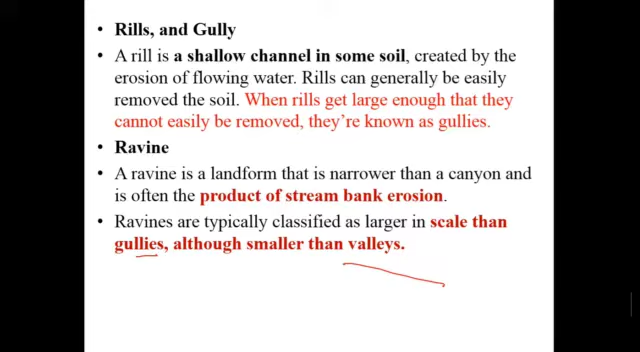 • Rills, and Gully
• A rill is a shallow channel in some soil, created by the
erosion of flowing water. Rills can generally be easily
removed the soil. When rills get large enough that they
cannot easily be removed, they're known as gullies.
• Ravine
• A ravine is a landform that is narrower than a canyon and
is often the product of stream bank erosion.
• Ravines are typically classified as larger in scale than
gullies, although smaller than valleys.